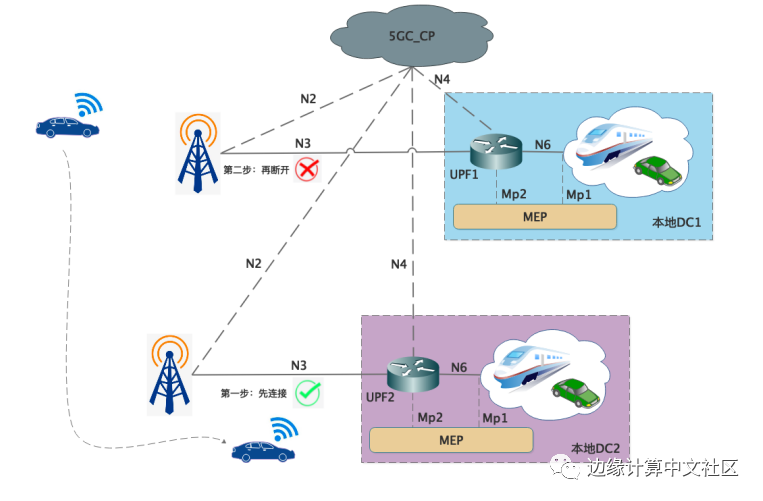 5GC_CP
N4
N2
N3
第二步：再断开
UPF1
N6
Mp2
Mp1
MEP
本地DC1
N2
N4
N3
第一步：先连接
UPF2
N6
Mp2
Mp1
MEP
本地DC2
边缘计算中文社区